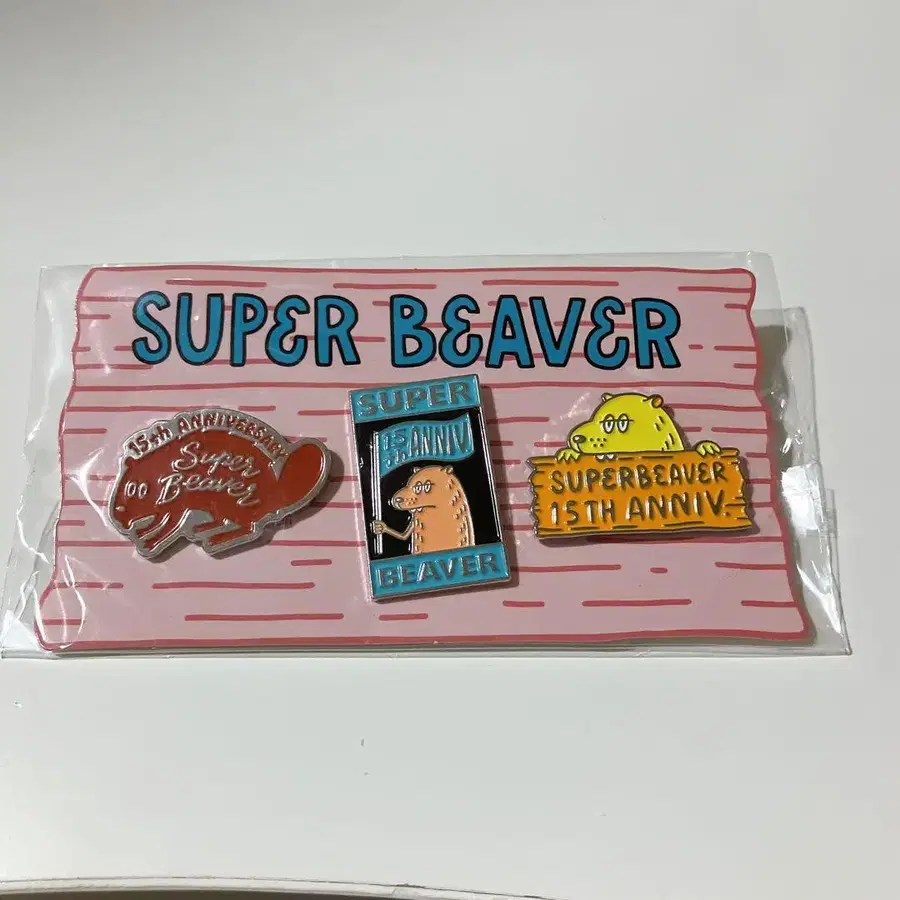 SUPER BEAVER
15th ANNIVERSARY
Super
Beaver
SUPER
15th ANNIV
BEAVER
SUPERBEAVER
15TH ANNIV.